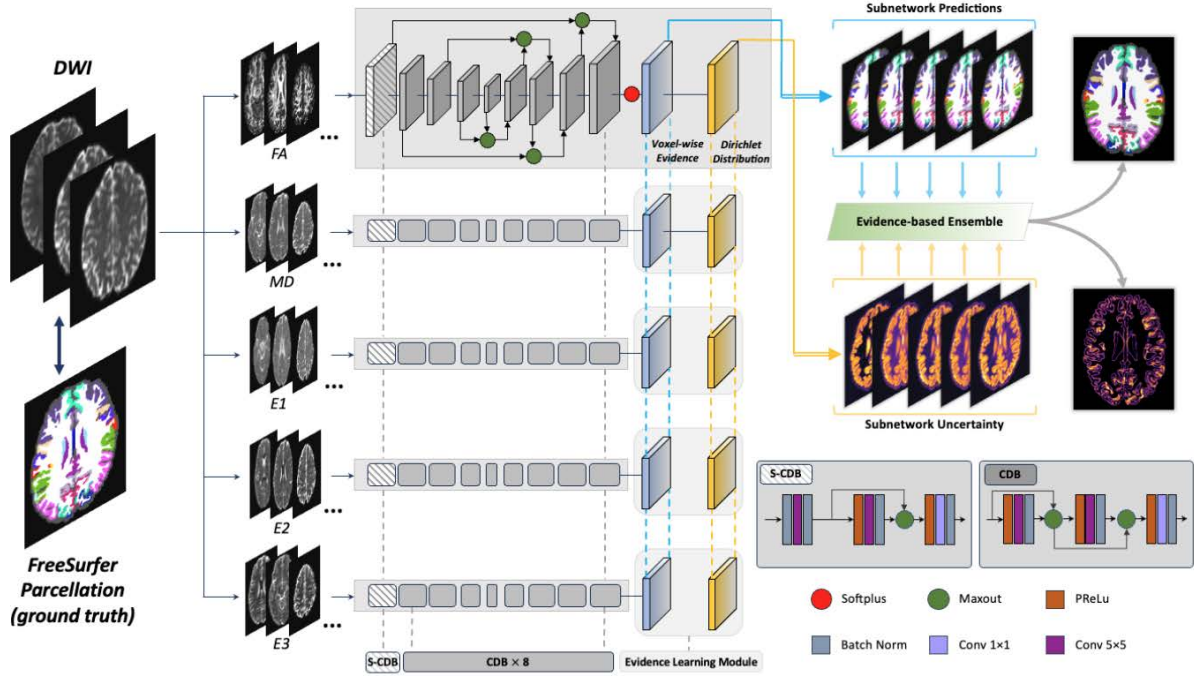 DWI
FreeSurfer
Parcellation
(ground truth)
FA
...
MD
...
E1
...
E2
...
E3
...
Voxel-wise
Evidence
Dirichlet
Distribution
S-CDB
CDB × 8
Evidence Learning Module
Subnetwork Predictions
Evidence-based Ensemble
Subnetwork Uncertainty
S-CDB
CDB
Softplus
Maxout
PReLu
Batch Norm
Conv 1×1
Conv 5×5